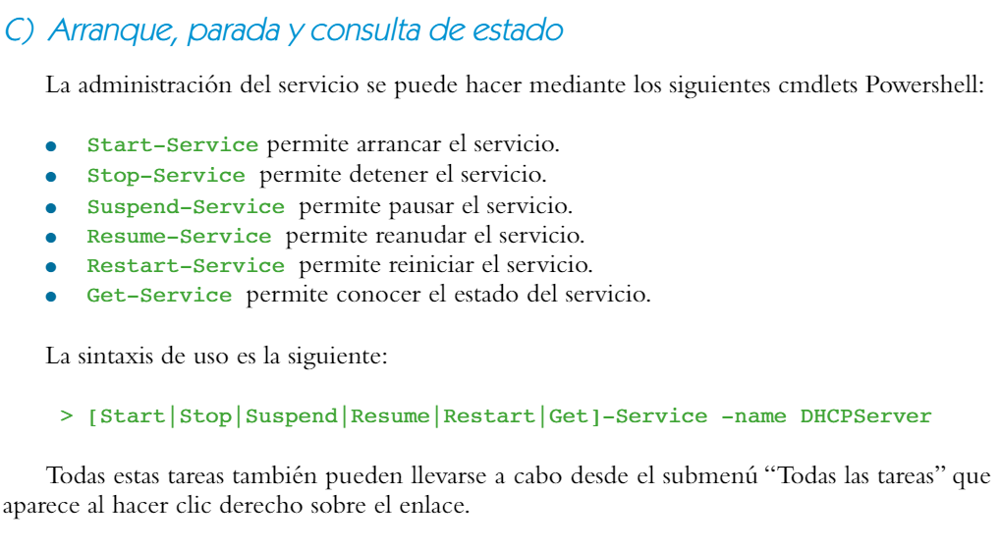 C) Arranque, parada y consulta de estado
La administración del servicio se puede hacer mediante los siguientes cmdlets Powershell:
● Start-Service permite arrancar el servicio.
● Stop-Service permite detener el servicio.
● Suspend-Service permite pausar el servicio.
● Resume-Service permite reanudar el servicio.
● Restart-Service permite reiniciar el servicio.
● Get-Service permite conocer el estado del servicio.
La sintaxis de uso es la siguiente:
> [Start|Stop|Suspend|Resume|Restart|Get]-Service -name DHCPServer
Todas estas tareas también pueden llevarse a cabo desde el submenú “Todas las tareas” que
aparece al hacer clic derecho sobre el enlace.